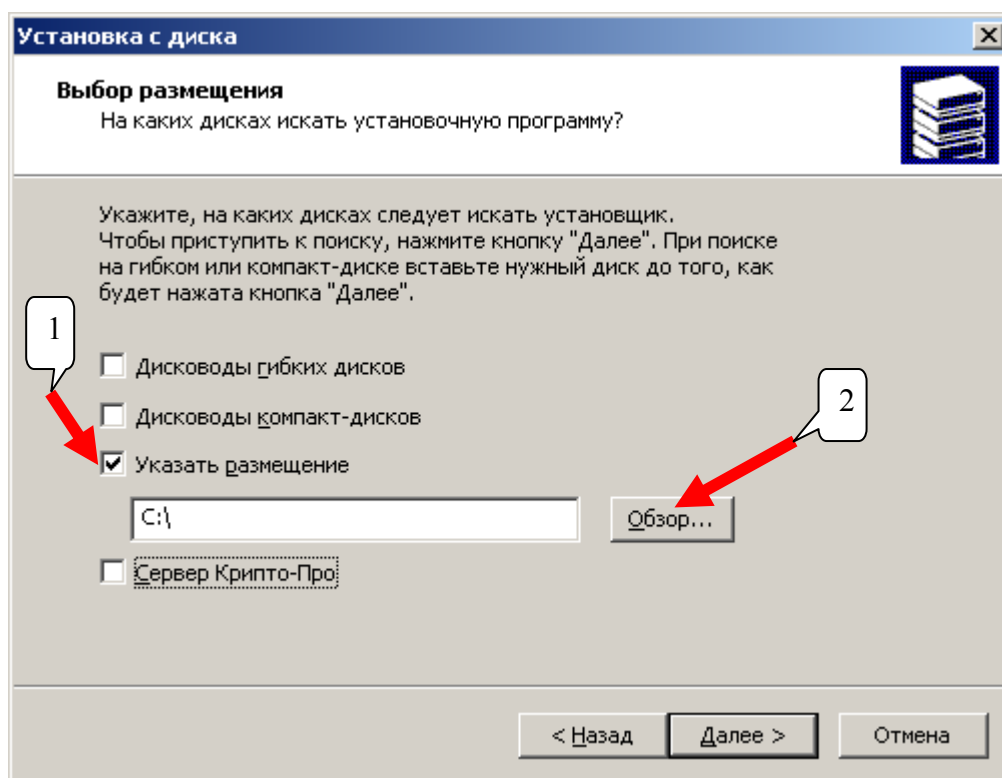 Установка с диска
Выбор размещения
На каких дисках искать установочную программу?
Укажите, на каких дисках следует искать установщик.
Чтобы приступить к поиску, нажмите кнопку "Далее". При поиске
на гибком или компакт-диске вставьте нужный диск до того, как
будет нажата кнопка "Далее".
1
Дисководы гибких дисков
Дисководы компакт-дисков
2
Указать размещение
C:\
Обзор...
Сервер Крипто-Про
< Назад
Далее >
Отмена